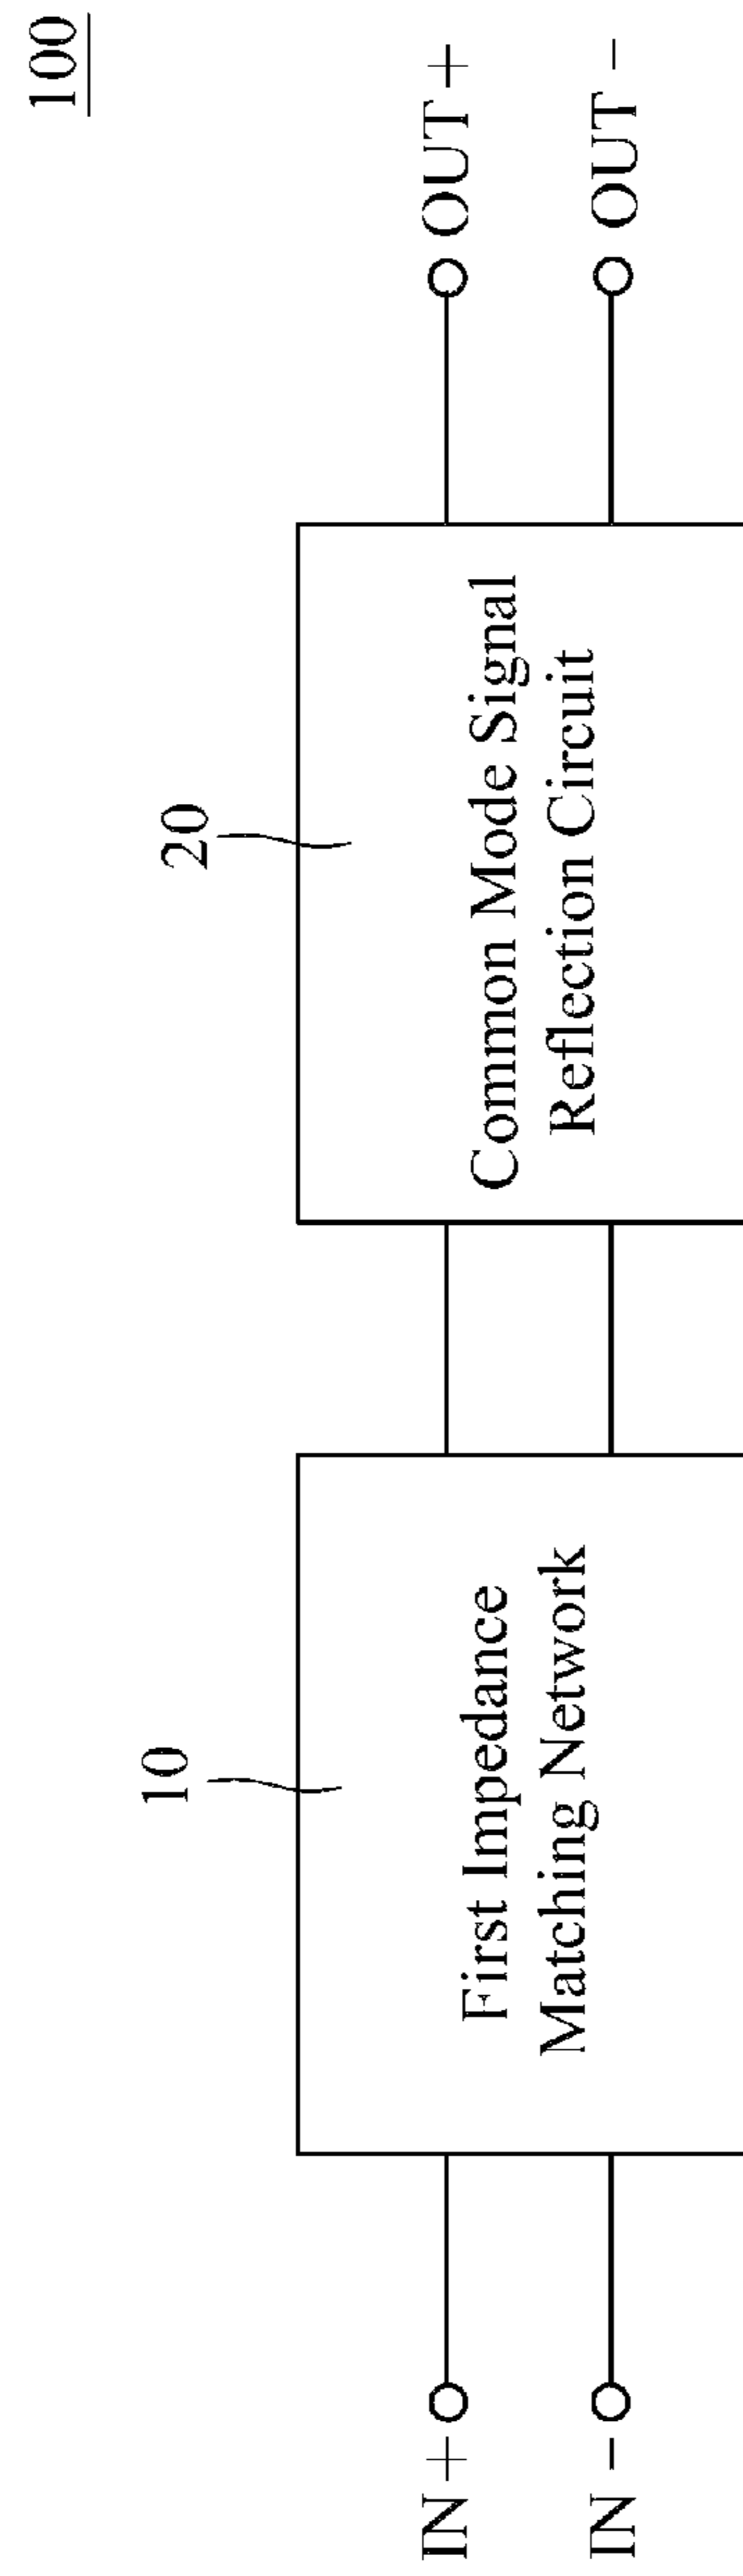 100
10
20
IN +
First Impedance
Matching Network
Common Mode Signal
Reflection Circuit
OUT +
IN -
OUT -